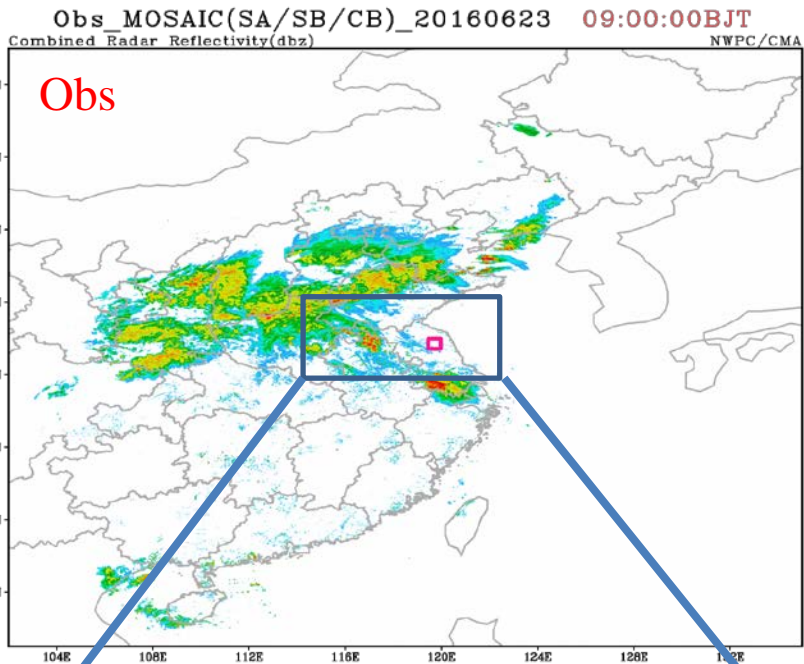 Obs_MOSAIC(SA/SB/CB)_20160623 09:00:00BJT
Combined Radar Reflectivity(dbz) NWPC/CMA
Obs
104E 108E 112E 116E 120E 124E 128E